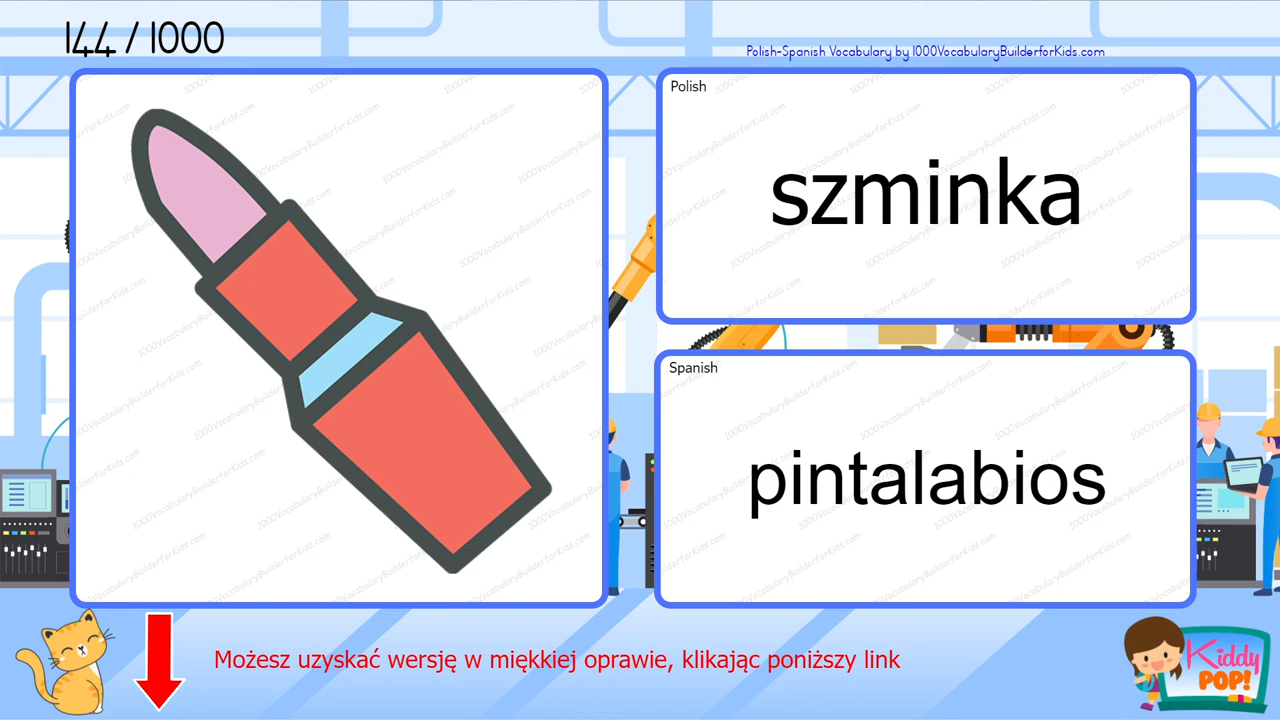 144 / 1000
Polish-Spanish Vocabulary by 1000VocabularyBuilderforKids.com
Polish
szminka
Spanish
pintalabios
Możesz uzyskać wersję w miękkiej oprawie, klikając poniższy link
Kiddy
POP!